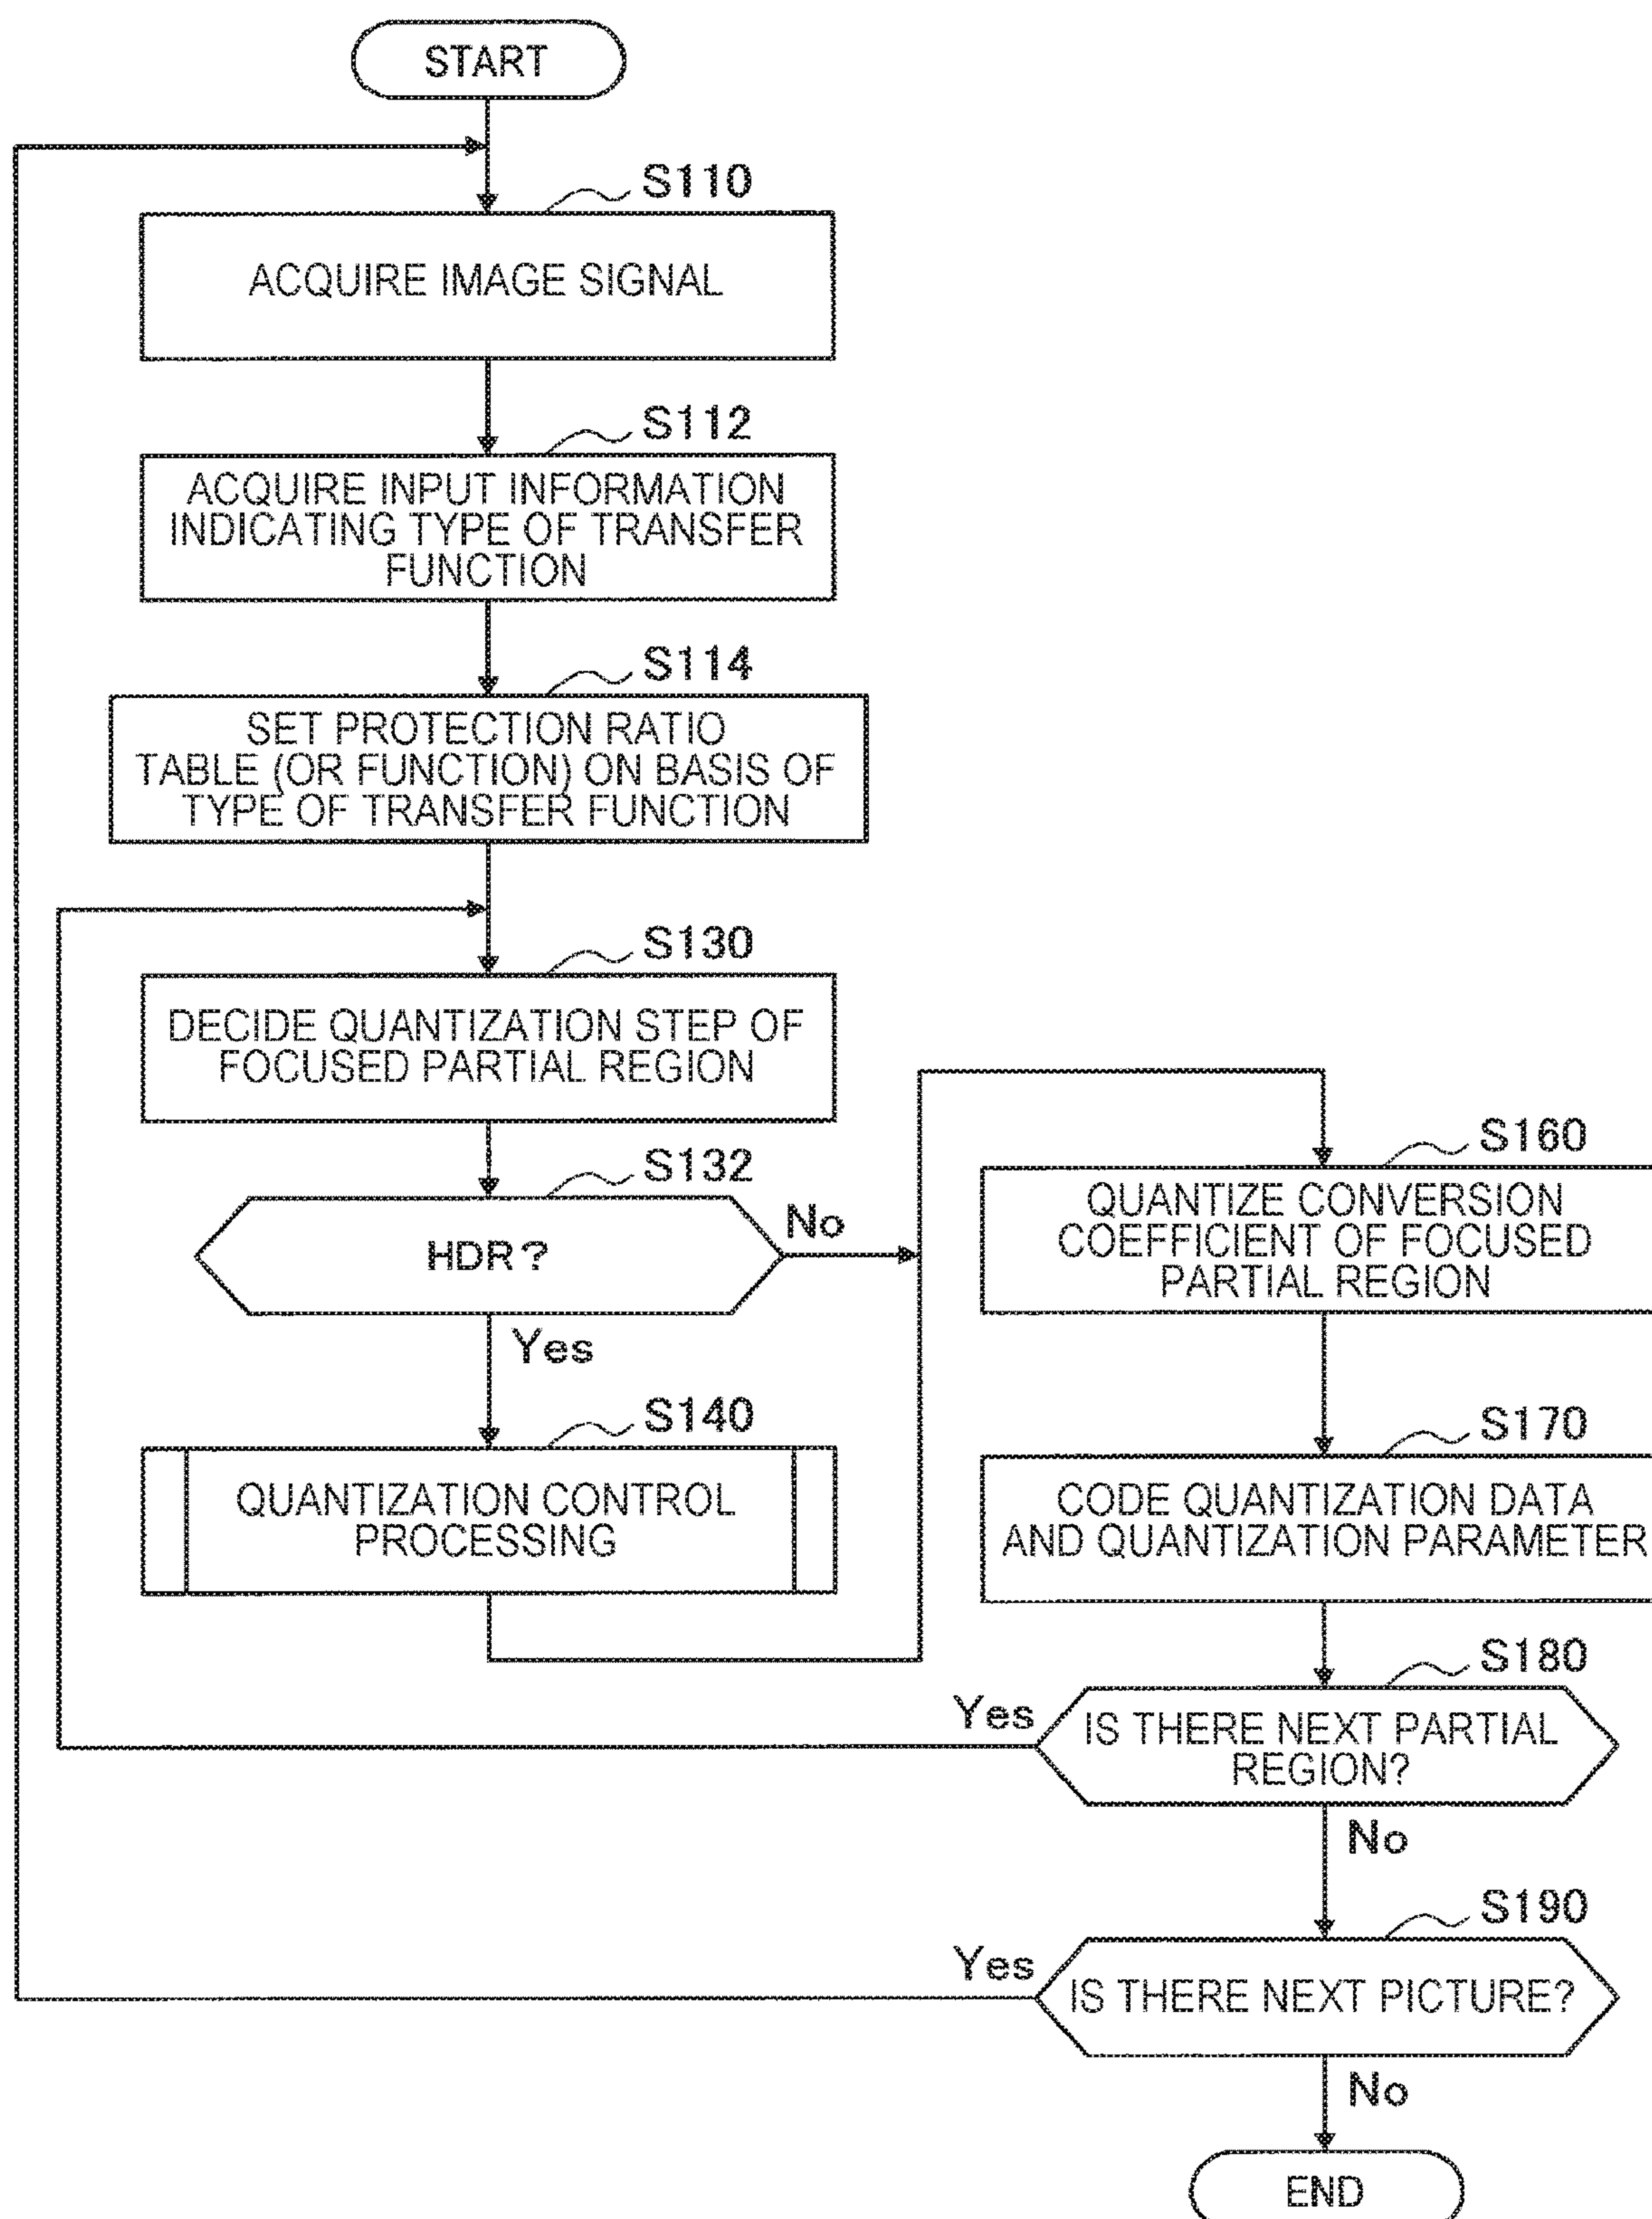 START
S110
ACQUIRE IMAGE SIGNAL
S112
ACQUIRE INPUT INFORMATION
INDICATING TYPE OF TRANSFER
FUNCTION
S114
SET PROTECTION RATIO
TABLE (OR FUNCTION) ON BASIS OF
TYPE OF TRANSFER FUNCTION
S130
DECIDE QUANTIZATION STEP OF
FOCUSED PARTIAL REGION
S132
HDR?
No
Yes
S140
QUANTIZATION CONTROL
PROCESSING
S160
QUANTIZE CONVERSION
COEFFICIENT OF FOCUSED
PARTIAL REGION
S170
CODE QUANTIZATION DATA
AND QUANTIZATION PARAMETER
S180
Yes
IS THERE NEXT PARTIAL
REGION?
No
S190
Yes
IS THERE NEXT PICTURE?
No
END